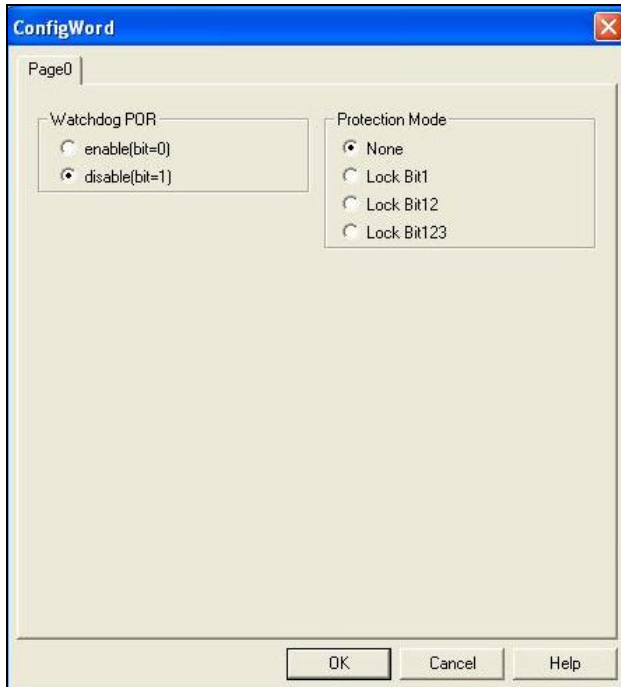 ConfigWord
Page0
Watchdog POR
enable(bit=0)
disable(bit=1)
Protection Mode
None
Lock Bit1
Lock Bit12
Lock Bit123
OK Cancel Help